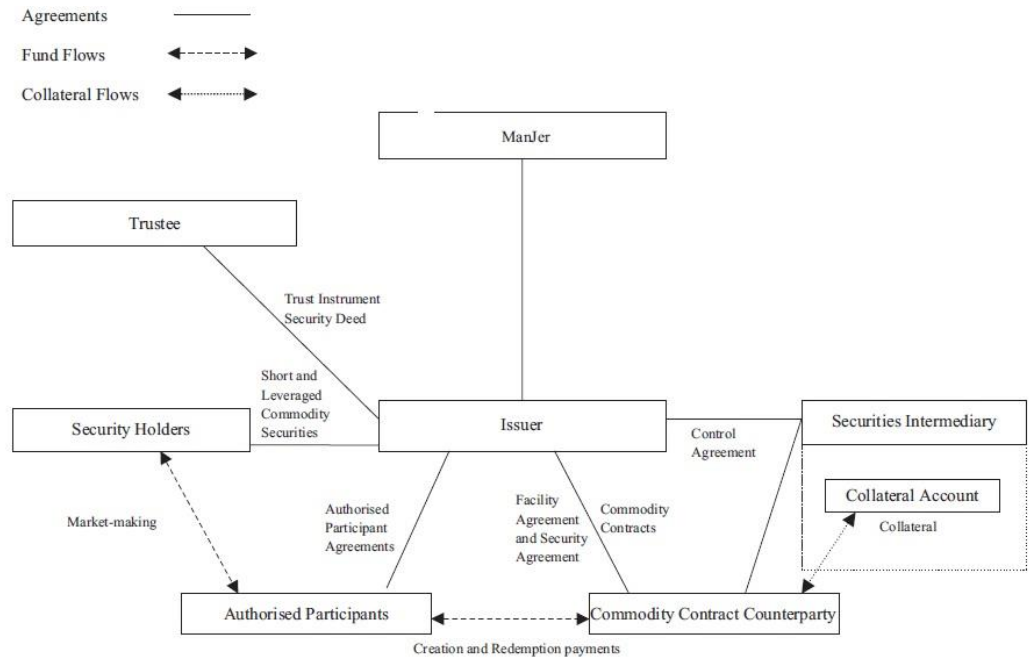 Agreements
Fund Flows
Collateral Flows
ManJer
Trustee
Trust Instrument
Security Deed
Short and
Leveraged
Commodity
Securities
Security Holders
Issuer
Control
Agreement
Securities Intermediary
Collateral Account
Collateral
Market-making
Authorised
Participant
Agreements
Facility
Agreement
and Security
Agreement
Commodity
Contracts
Authorised Participants
Commodity Contract Counterparty
Creation and Redemption payments